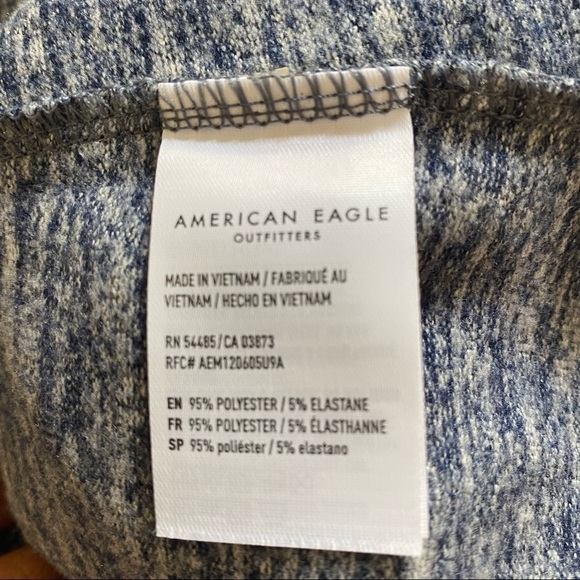 AMERICAN EAGLE
OUTFITTERS
MADE IN VIETNAM / FABRIQUÉ AU
VIETNAM / HECHO EN VIETNAM
RN 54485/CA 03873
RFC# AEM120605U9A
EN 95% POLYESTER / 5% ELASTANE
FR 95% POLYESTER / 5% ÉLASTHANNE
SP 95% poliéster / 5% elastano